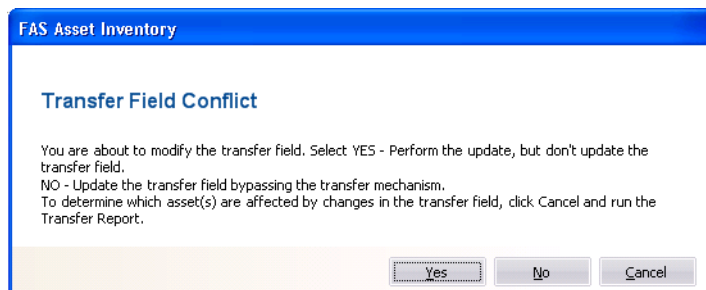 FAS Asset Inventory
Transfer Field Conflict
You are about to modify the transfer field. Select YES - Perform the update, but don't update the
transfer field.
NO - Update the transfer field bypassing the transfer mechanism.
To determine which asset(s) are affected by changes in the transfer field, click Cancel and run the
Transfer Report.
Yes No Cancel